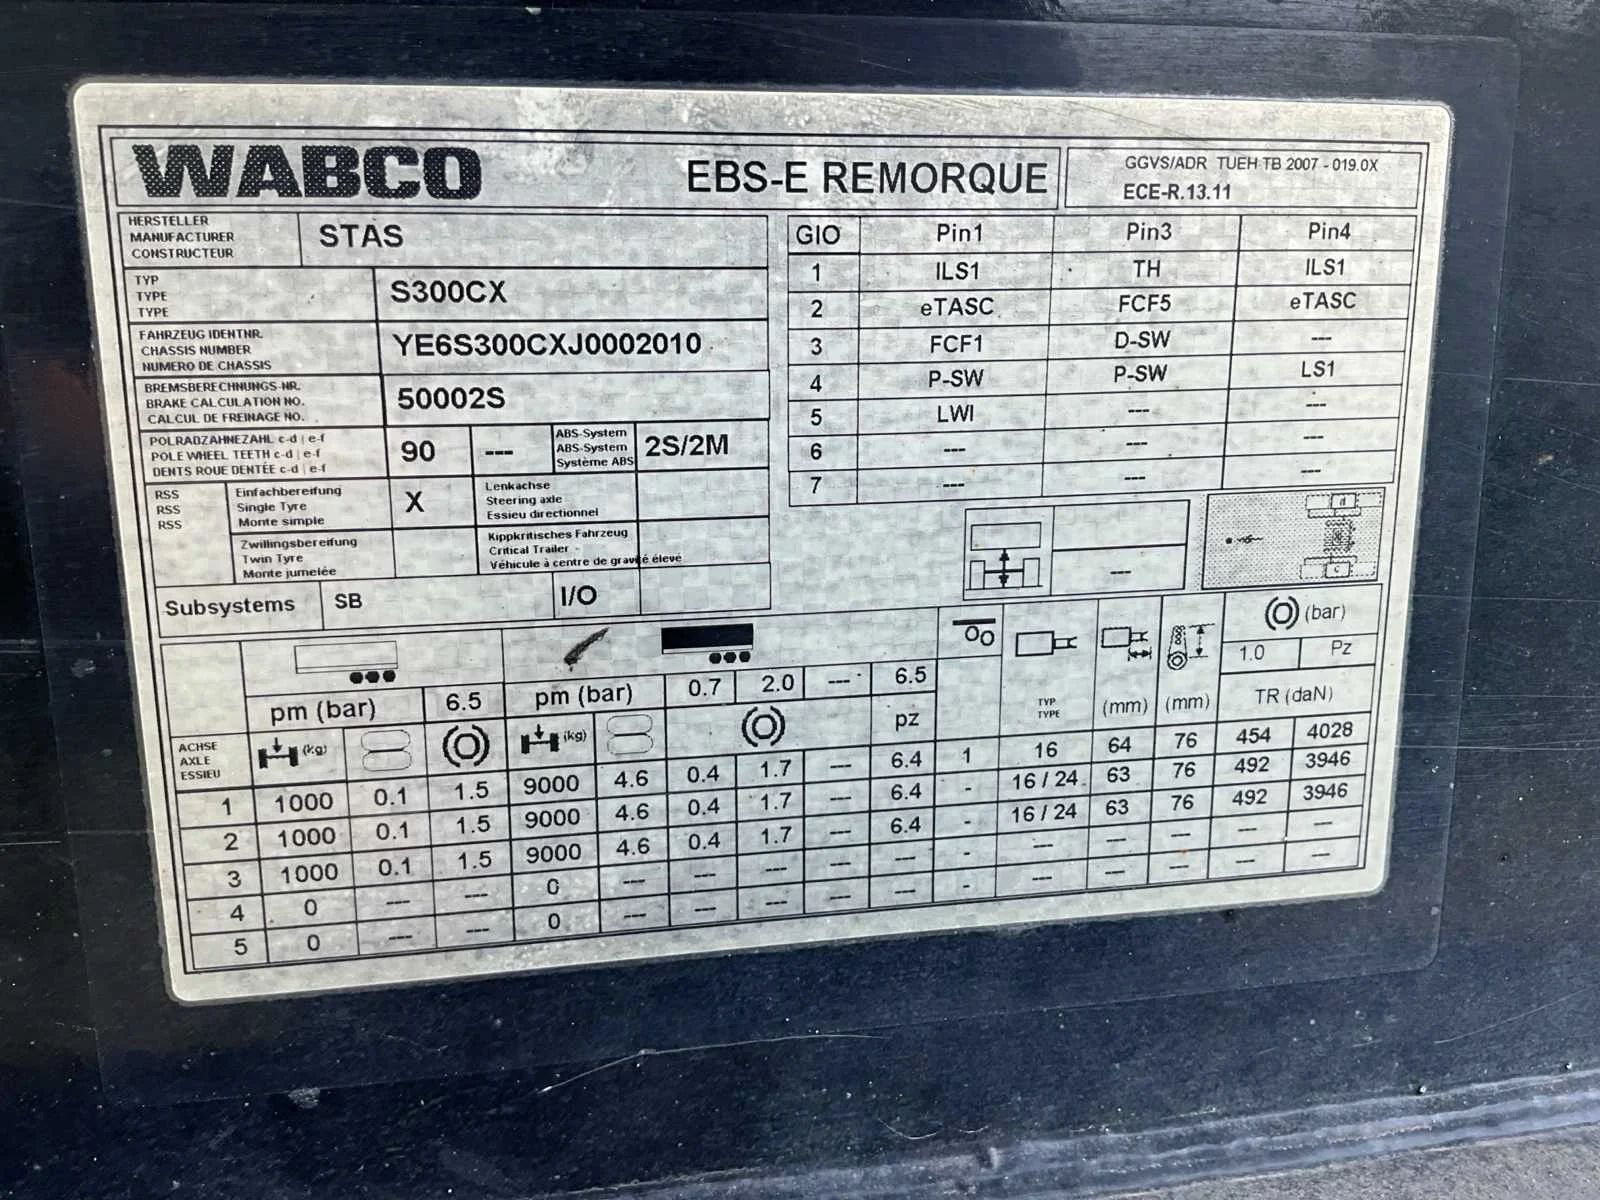 WABCO EBS-E REMORQUE GGVS/ADR TUEH TB 2007 - 019.0X
ECE-R.13.11
HERSTELLER
MANUFACTURER
CONSTRUCTEUR
STAS
TYP
TYPE
TYPE
S300CX
FAHRZEUG IDENTNR.
CHASSIS NUMBER
NUMERO DE CHASSIS
YE6S300CXJ0002010
BREMSBERECHNUNGS-NR.
BRAKE CALCULATION NO.
CALCUL DE FREINAGE NO.
50002S
POLRADZÄHNEZAHL c-d | e-f
POLE WHEEL TEETH c-d | e-f
DENTS ROUE DENTÉE c-d | e-f
90 ---
ABS-System
ABS-System
Système ABS
2S/2M
RSS
RSS
RSS
Einfachbereifung
Single Tyre
Monte simple
X
Lenkachse
Steering axle
Essieu directionnel
Zwillingsbereifung
Twin Tyre
Monte jumelée
Kippkritisches Fahrzeug
Critical Trailer
Véhicule à centre de gravité élevé
Subsystems SB I/O
GIO Pin1 Pin3 Pin4
1 ILS1 TH ILS1
2 eTASC FCF5 eTASC
3 FCF1 D-SW ---
4 P-SW P-SW LS1
5 LWI --- ---
6 --- --- ---
7 --- --- ---
---
d
c
(bar)
1.0 Pz
pm (bar) 6.5 pm (bar) 0.7 2.0 --- 6.5
TYP
TYPE
(mm) (mm) TR (daN)
ACHSE
AXLE
ESSIEU
(kg) (kg) pz
1 1000 0.1 1.5 9000 4.6 0.4 1.7 --- 6.4 1 16 64 76 454 4028
2 1000 0.1 1.5 9000 4.6 0.4 1.7 --- 6.4 - 16 / 24 63 76 492 3946
3 1000 0.1 1.5 9000 4.6 0.4 1.7 --- 6.4 - 16 / 24 63 76 492 3946
4 0 --- --- 0 --- --- --- --- --- - --- --- --- --- ---
5 0 --- --- 0 --- --- --- --- --- - --- --- --- --- ---